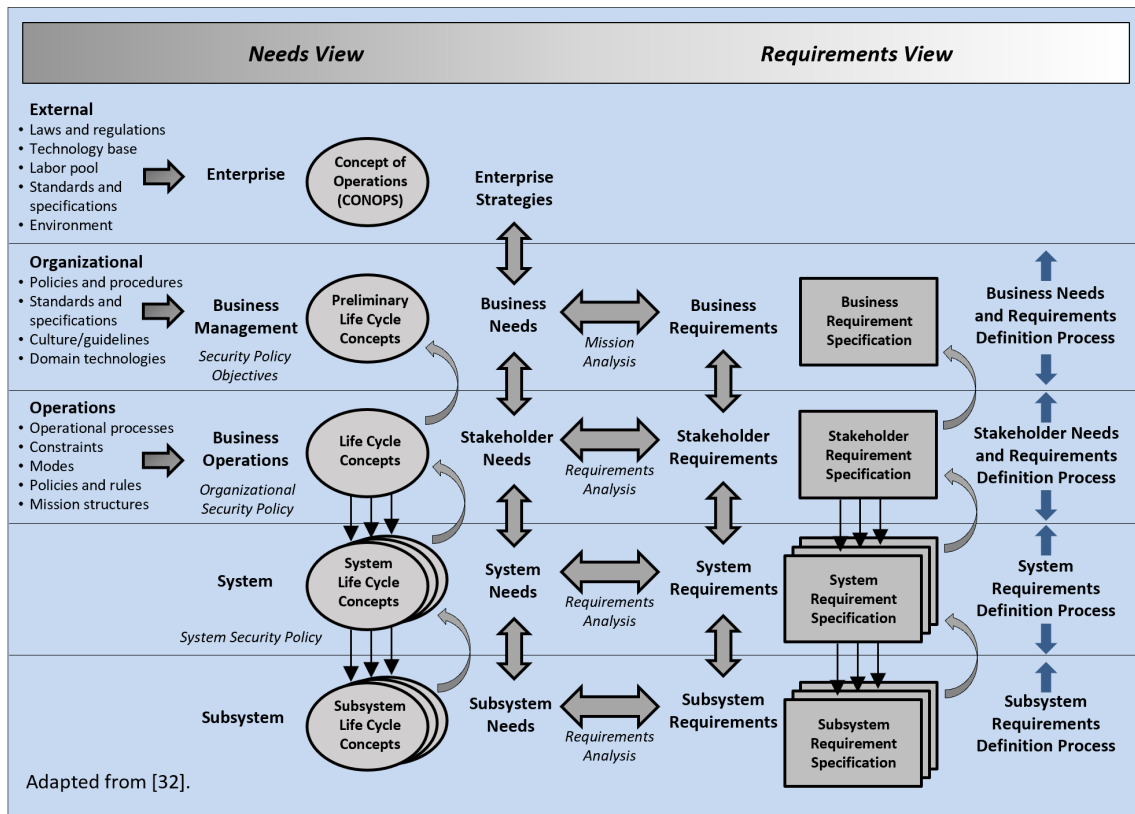 Needs View
Requirements View
External
• Laws and regulations
• Technology base
• Labor pool
• Standards and
specifications
• Environment
Enterprise
Concept of
Operations
(CONOPS)
Enterprise
Strategies
Organizational
• Policies and procedures
• Standards and
specifications
• Culture/guidelines
• Domain technologies
Business
Management
Security Policy
Objectives
Preliminary
Life Cycle
Concepts
Business
Needs
Mission
Analysis
Business
Requirements
Business
Requirement
Specification
Business Needs
and Requirements
Definition Process
Operations
• Operational processes
• Constraints
• Modes
• Policies and rules
• Mission structures
Business
Operations
Organizational
Security Policy
Life Cycle
Concepts
Stakeholder
Needs
Requirements
Analysis
Stakeholder
Requirements
Stakeholder
Requirement
Specification
Stakeholder Needs
and Requirements
Definition Process
System
System Security Policy
System
Life Cycle
Concepts
System
Needs
Requirements
Analysis
System
Requirements
System
Requirement
Specification
System
Requirements
Definition Process
Subsystem
Subsystem
Life Cycle
Concepts
Subsystem
Needs
Requirements
Analysis
Subsystem
Requirements
Subsystem
Requirement
Specification
Subsystem
Requirements
Definition Process
Adapted from [32].